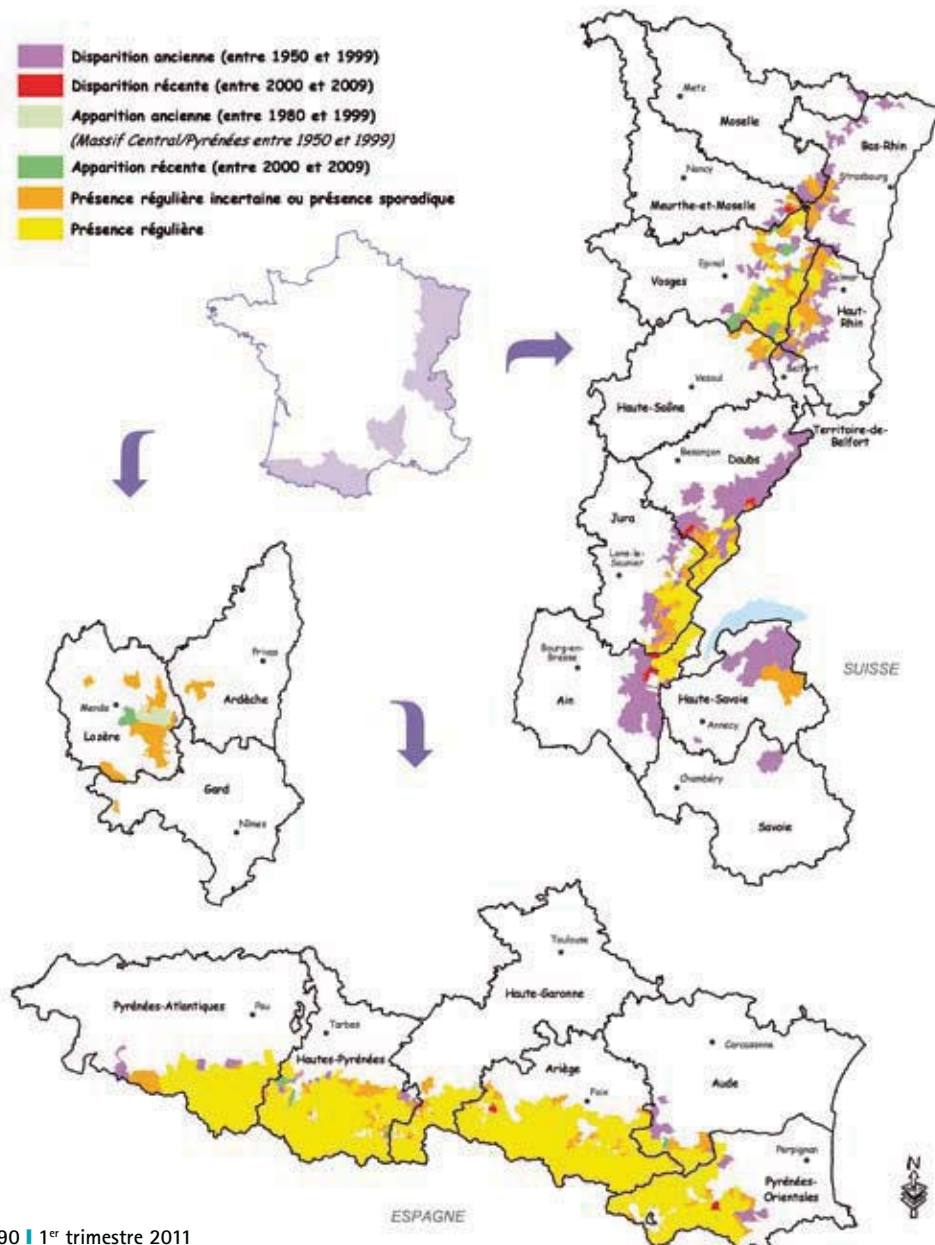 Disparition ancienne (entre 1950 et 1999)
Disparition récente (entre 2000 et 2009)
Apparition ancienne (entre 1980 et 1999)
(Massif Central/Pyrénées entre 1950 et 1999)
Apparition récente (entre 2000 et 2009)
Présence régulière incertaine ou présence sporadique
Présence régulière
Metz
Moselle
Bas-Rhin
Strasbourg
Nancy
Meurthe-et-Moselle
Epinal
Vosges
Colmar
Haut-
Rhin
Belfort
Vesoul
Haute-Saône
Territoire-de-
Belfort
Besançon
Doubs
Jura
Lons-le-
Saunier
Bourg-en-
Bresse
Ain
SUISSE
Haute-Savoie
Annecy
Chambéry
Savoie
Privas
Ardèche
Mende
Lozère
Gard
Nîmes
Toulouse
Haute-Garonne
Pyrénées-Atlantiques
Pau
Tarbes
Hautes-Pyrénées
Ariège
Foix
Carcassonne
Aude
Perpignan
Pyrénées-
Orientales
ESPAGNE
N
90 | 1er trimestre 2011